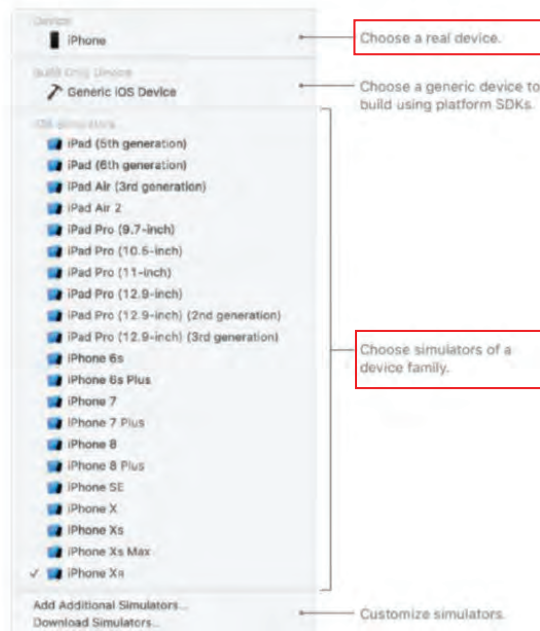 Device
iPhone
Choose a real device.
Build Only Device
Generic iOS Device
Choose a generic device to
build using platform SDKs.
iOS Simulators
iPad (5th generation)
iPad (6th generation)
iPad Air (3rd generation)
iPad Air 2
iPad Pro (9.7-inch)
iPad Pro (10.5-inch)
iPad Pro (11-inch)
iPad Pro (12.9-inch)
iPad Pro (12.9-inch) (2nd generation)
iPad Pro (12.9-inch) (3rd generation)
iPhone 6s
iPhone 6s Plus
iPhone 7
iPhone 7 Plus
iPhone 8
iPhone 8 Plus
iPhone SE
iPhone X
iPhone Xs
iPhone Xs Max
✓ iPhone Xʀ
Choose simulators of a
device family.
Add Additional Simulators...
Download Simulators...
Customize simulators.